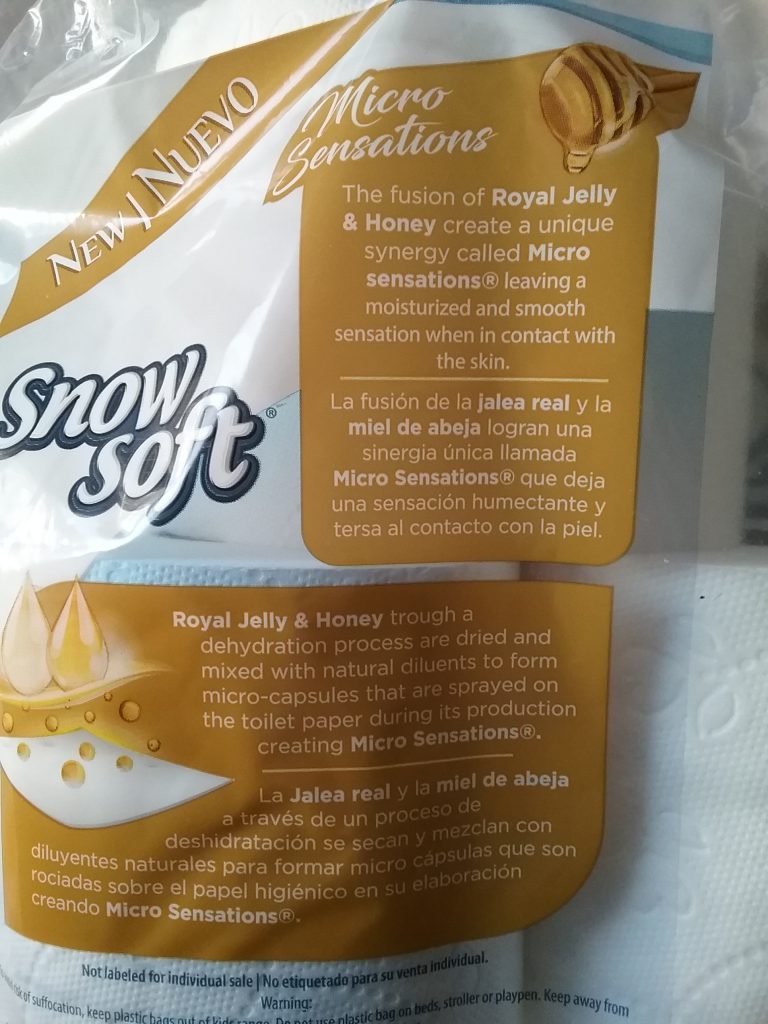 NEW | NUEVO
Micro
Sensations
The fusion of Royal Jelly
& Honey create a unique
synergy called Micro
sensations® leaving a
moisturized and smooth
sensation when in contact with
the skin.
La fusión de la jalea real y la
miel de abeja logran una
sinergia única llamada
Micro Sensations® que deja
una sensación humectante y
tersa al contacto con la piel.
Snow
soft®
Royal Jelly & Honey trough a
dehydration process are dried and
mixed with natural diluents to form
micro-capsules that are sprayed on
the toilet paper during its production
creating Micro Sensations®.
La Jalea real y la miel de abeja
a través de un proceso de
deshidratación se secan y mezclan con
diluyentes naturales para formar micro cápsulas que son
rociadas sobre el papel higiénico en su elaboración
creando Micro Sensations®.
Not labeled for individual sale | No etiquetado para su venta individual.
Warning:
risk of suffocation, keep plastic bags out of kids range. Do not use plastic bag on beds, stroller or playpen. Keep away from